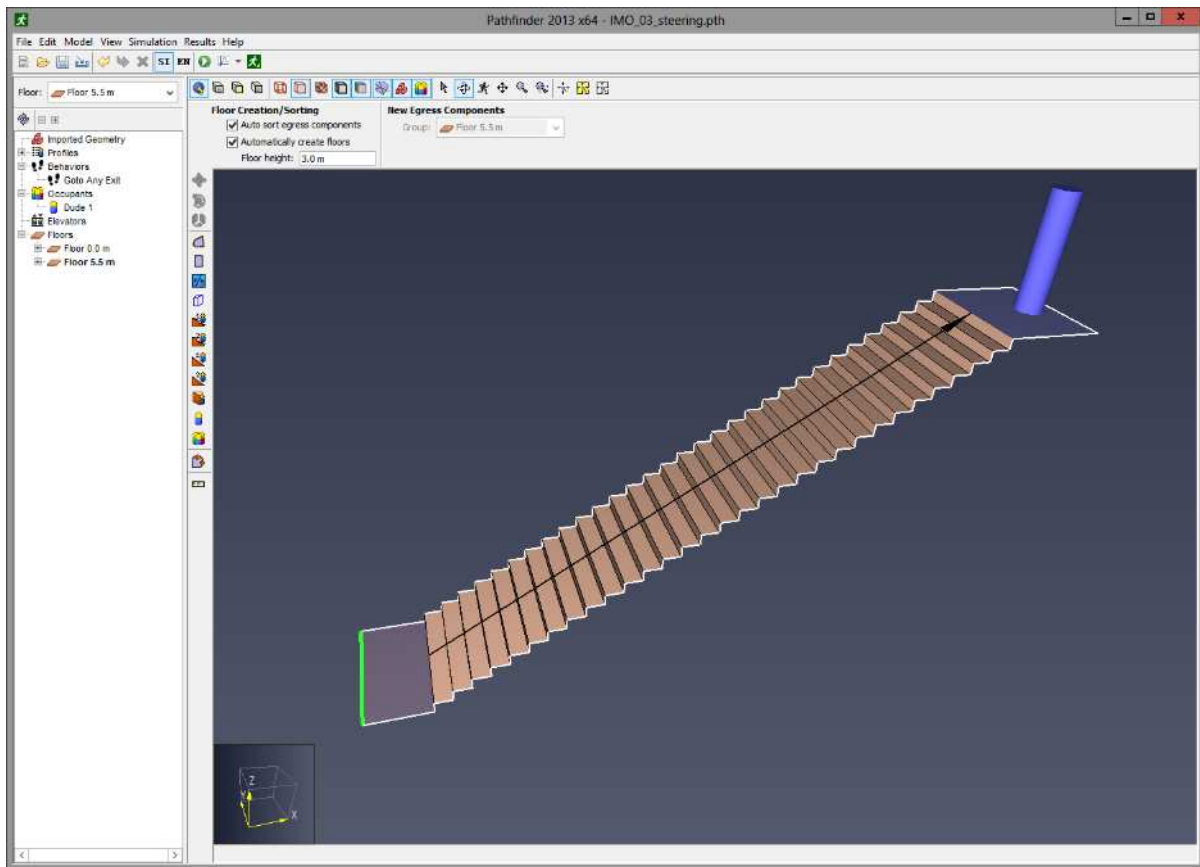 Pathfinder 2013 x64 - IMO_03_steering.pth
File Edit Model View Simulation Results Help
SI EN
Floor: Floor 5.5 m
Floor Creation/Sorting
New Egress Components
Auto sort egress components
Group: Floor 5.5 m
Automatically create floors
Floor height: 3.0 m
Imported Geometry
Profiles
Behaviors
Goto Any Exit
Occupants
Dude 1
Elevators
Floors
Floor 0.0 m
Floor 5.5 m
Z
Y
X